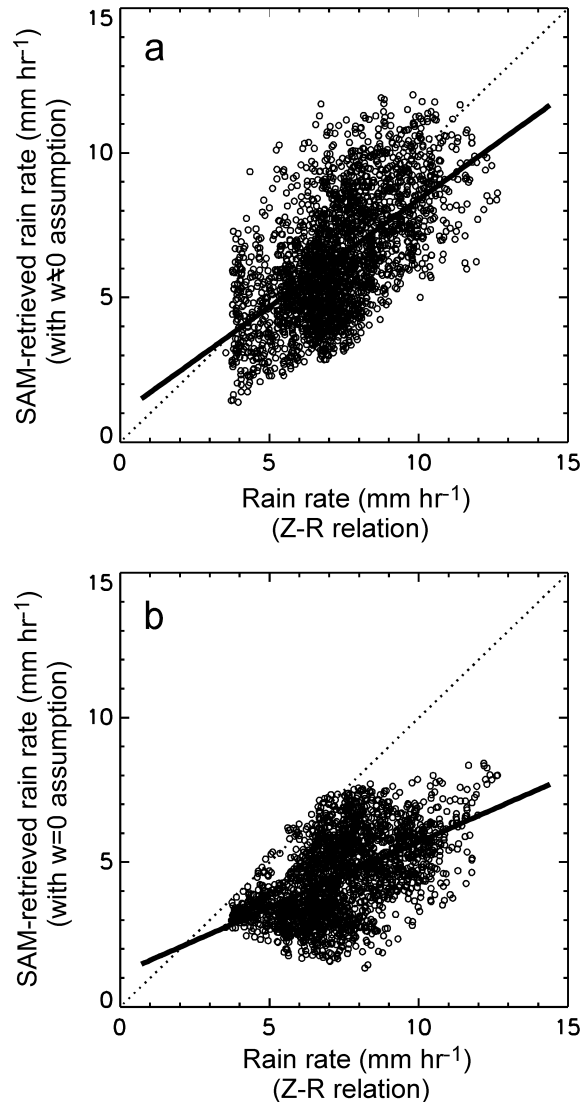 15
a
10
5
0
0 5 10 15
SAM-retrieved rain rate (mm hr⁻¹)
(with w≠0 assumption)
Rain rate (mm hr⁻¹)
(Z-R relation)
15
b
10
5
0
0 5 10 15
SAM-retrieved rain rate (mm hr⁻¹)
(with w=0 assumption)
Rain rate (mm hr⁻¹)
(Z-R relation)